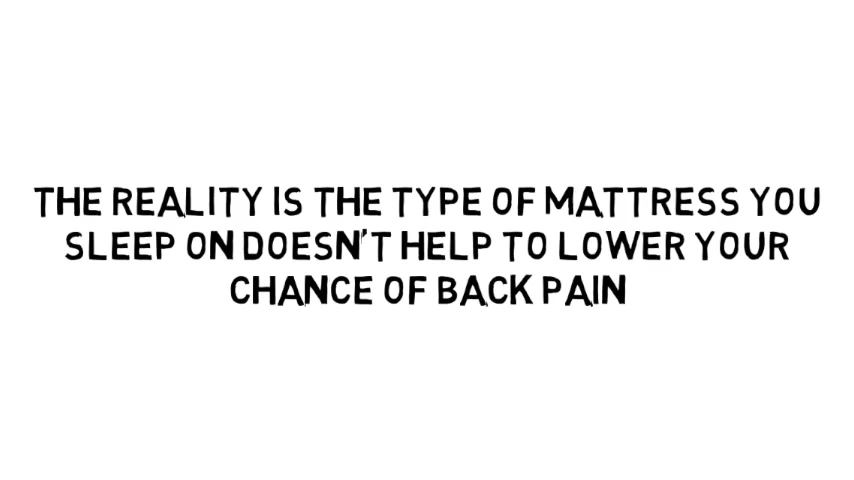 THE REALITY IS THE TYPE OF MATTRESS YOU
SLEEP ON DOESN'T HELP TO LOWER YOUR
CHANCE OF BACK PAIN